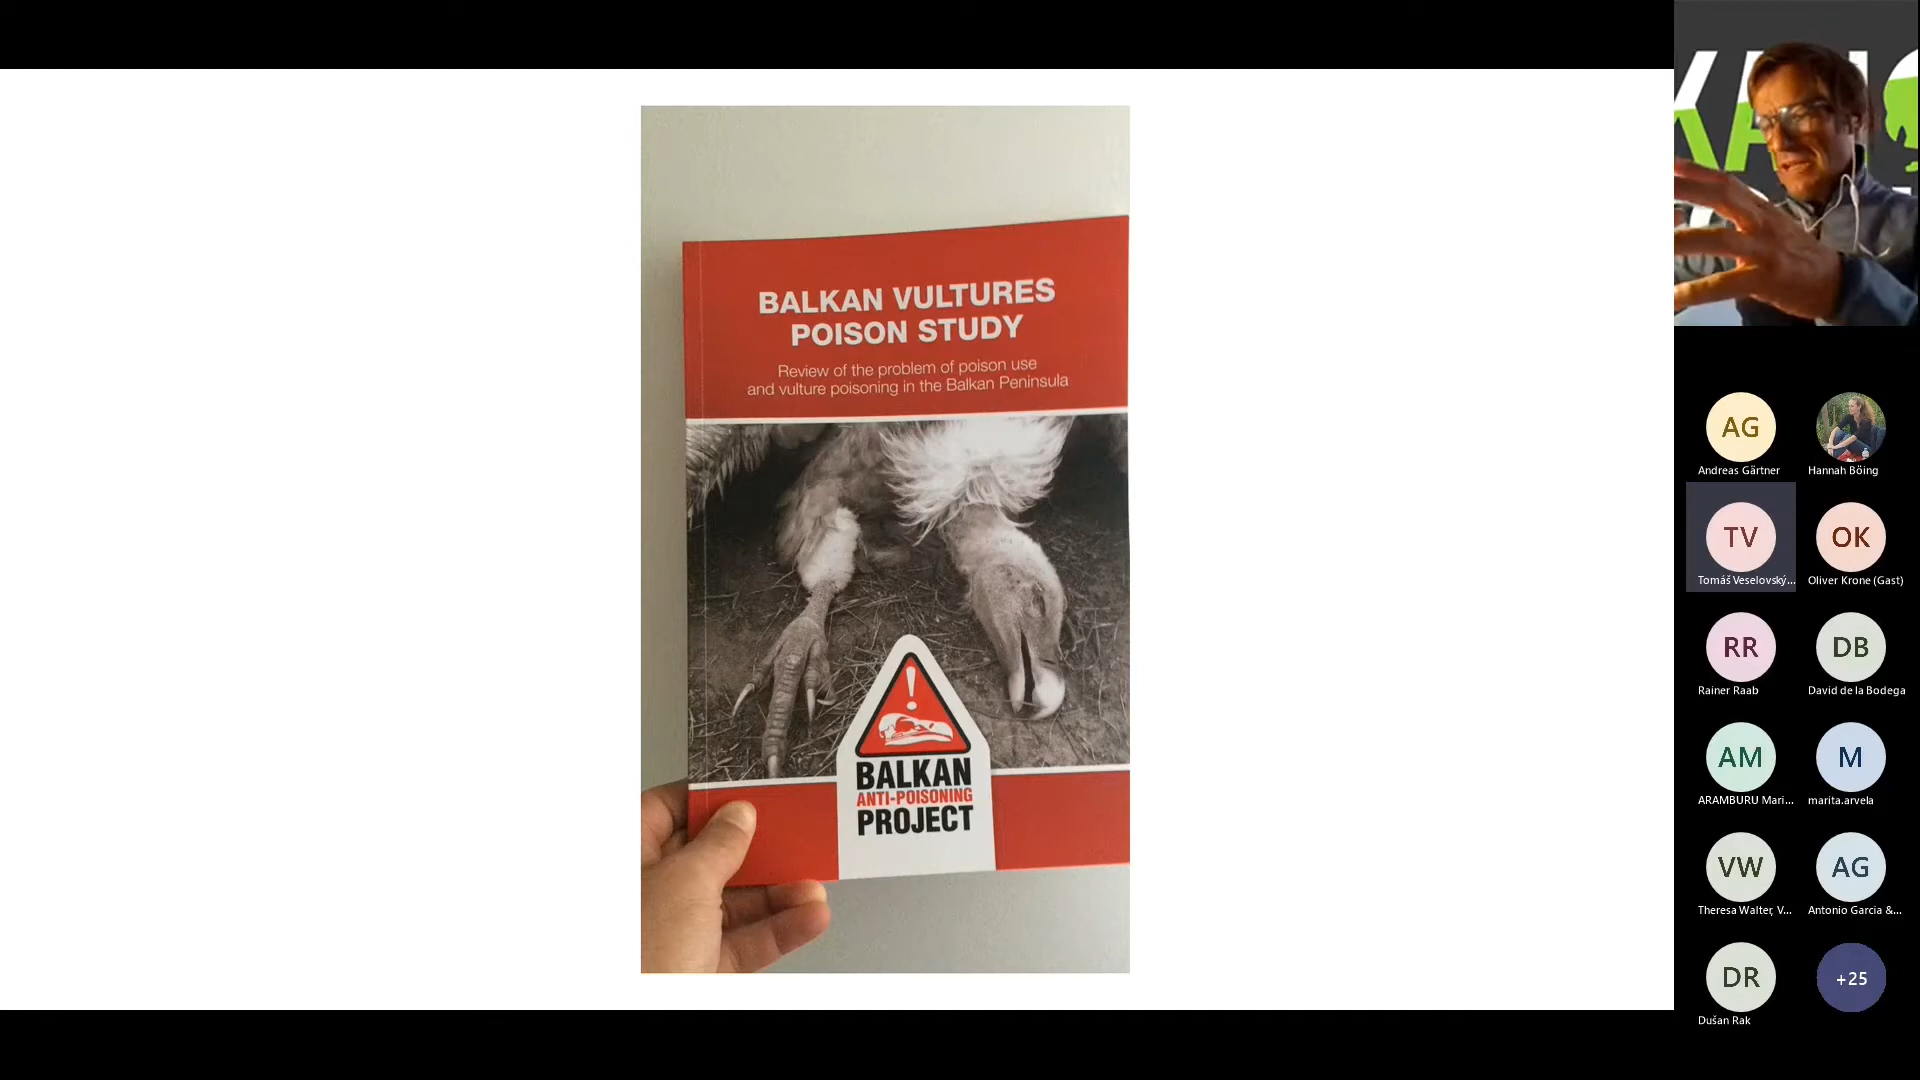 BALKAN VULTURES
POISON STUDY
Review of the problem of poison use
and vulture poisoning in the Balkan Peninsula
BALKAN
ANTI-POISONING
PROJECT
AG
Andreas Gärtner
Hannah Böing
TV
Tomáš Veselovský...
OK
Oliver Krone (Gast)
RR
Rainer Raab
DB
David de la Bodega
AM
ARAMBURU Mari...
M
marita.arvela
VW
Theresa Walter, V...
AG
Antonio Garcia &...
DR
Dušan Rak
+25